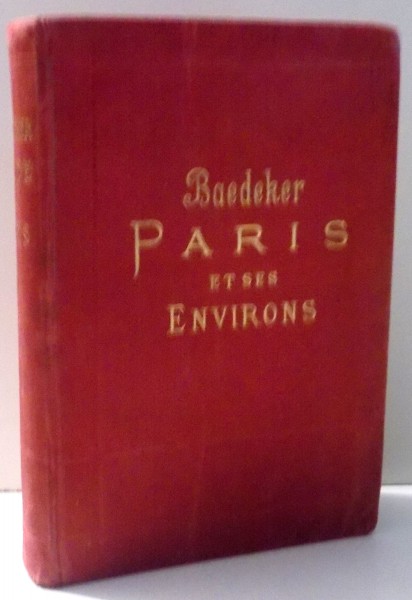 Baedeker
PARIS
ET SES
ENVIRONS